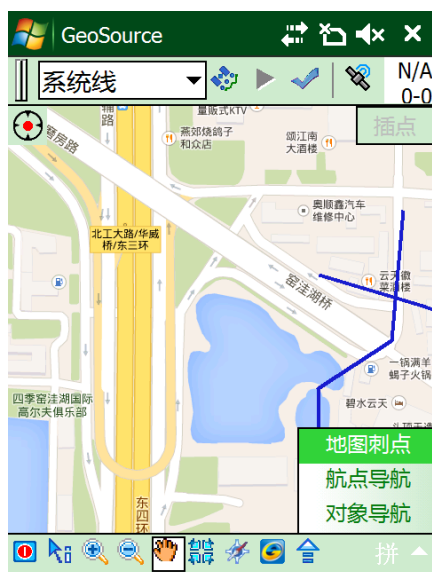 GeoSource
系统线
N/A
0-0
插点
辅
路
量贩式KTV
磨房路
燕郊烧鸽子
和众店
颂江南
大酒楼
奥顺鑫汽车
维修中心
北工大路/华威
桥/东三环
云天徽
菜酒楼
窑洼湖桥
一锅满羊
蝎子火锅
四季窑洼湖国际
高尔夫俱乐部
碧水云天
地图刺点
航点导航
对象导航
东
四
环
拼